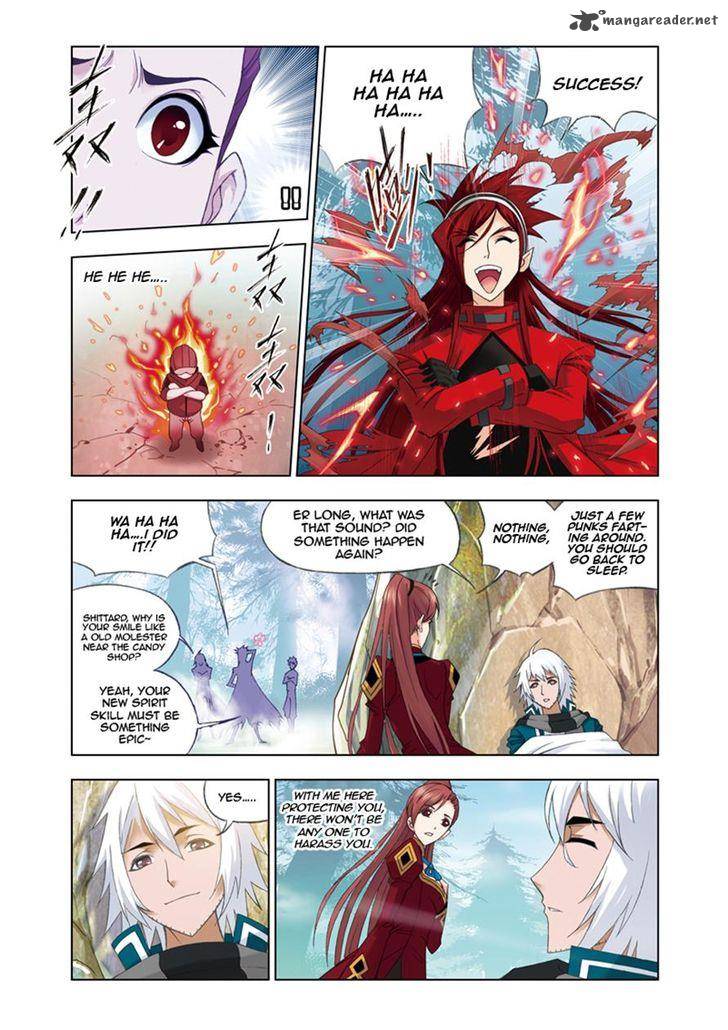 mangareader.net
HA HA
HA HA HA
HA.....
SUCCESS!
!!
HE HE HE.....
WA HA HA
HA....I DID
IT!!
ER LONG, WHAT WAS
THAT SOUND? DID
SOMETHING HAPPEN
AGAIN?
NOTHING,
NOTHING,
JUST A FEW
PUNKS FART-
ING AROUND.
YOU SHOULD
GO BACK TO
SLEEP.
SHITTARD, WHY IS
YOUR SMILE LIKE
A OLD MOLESTER
NEAR THE CANDY
SHOP?
YEAH, YOUR
NEW SPIRIT
SKILL MUST BE
SOMETHING
EPIC~
YES.....
WITH ME HERE
PROTECTING YOU,
THERE WON'T BE
ANY ONE TO
HARASS YOU.